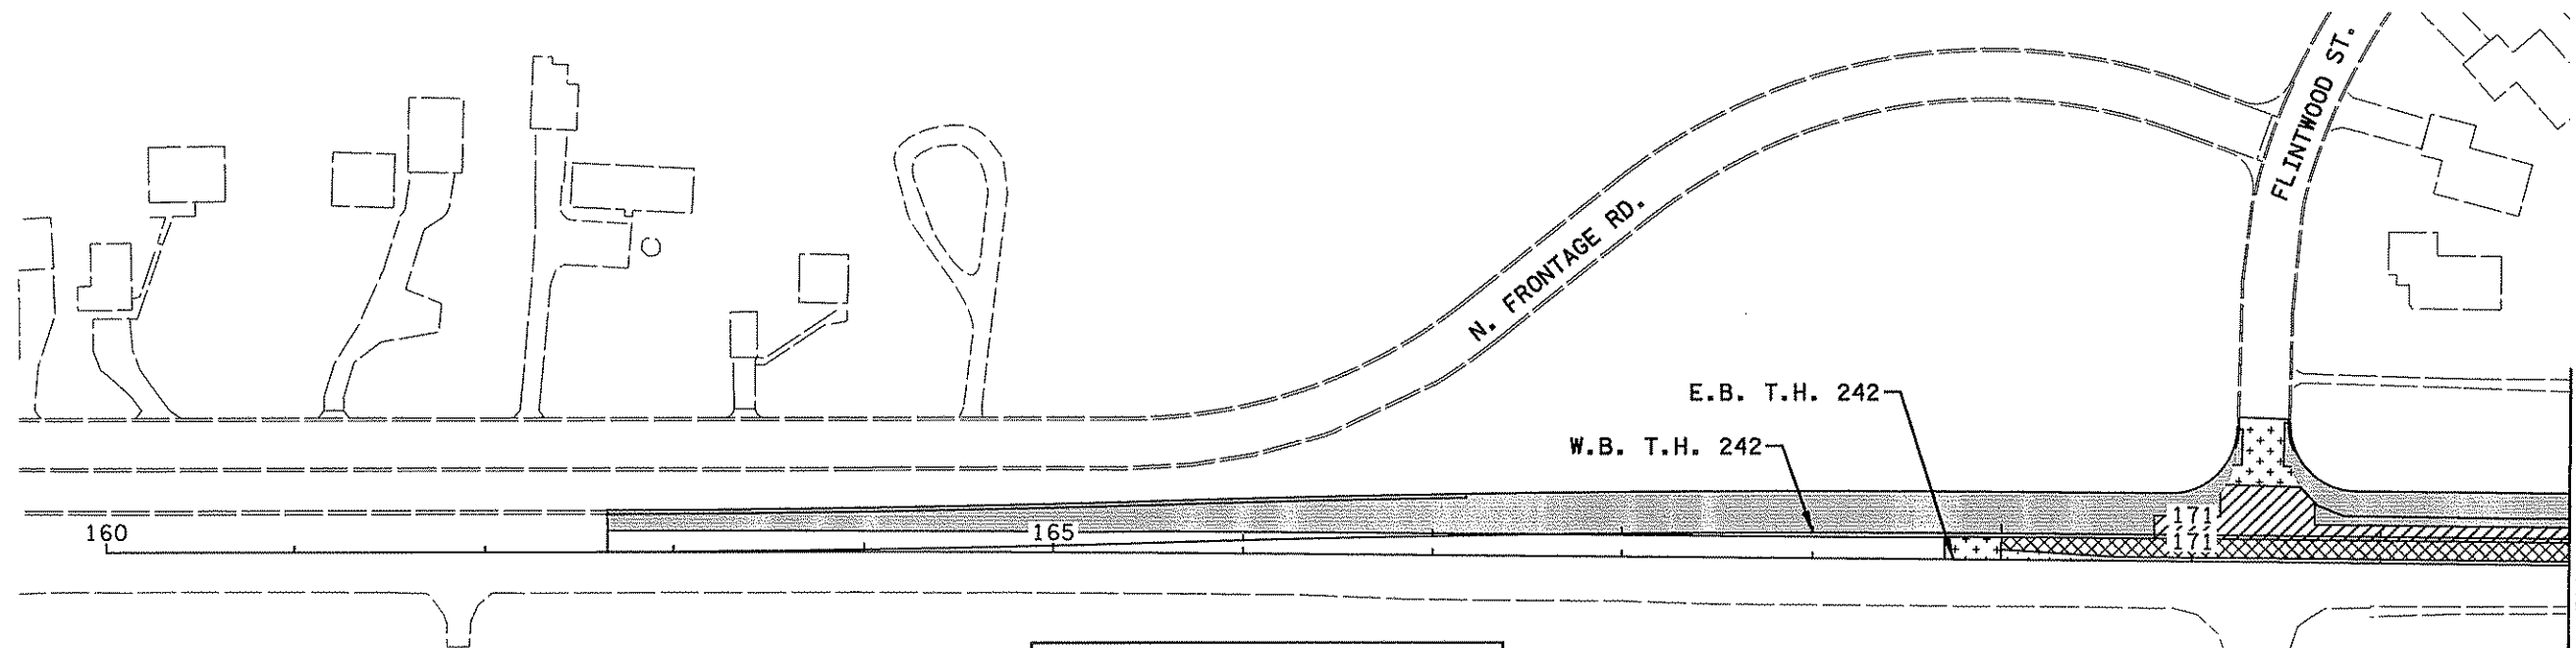 FLINTWOOD ST.
N. FRONTAGE RD.
E.B. T.H. 242
W.B. T.H. 242
160
165
171
171